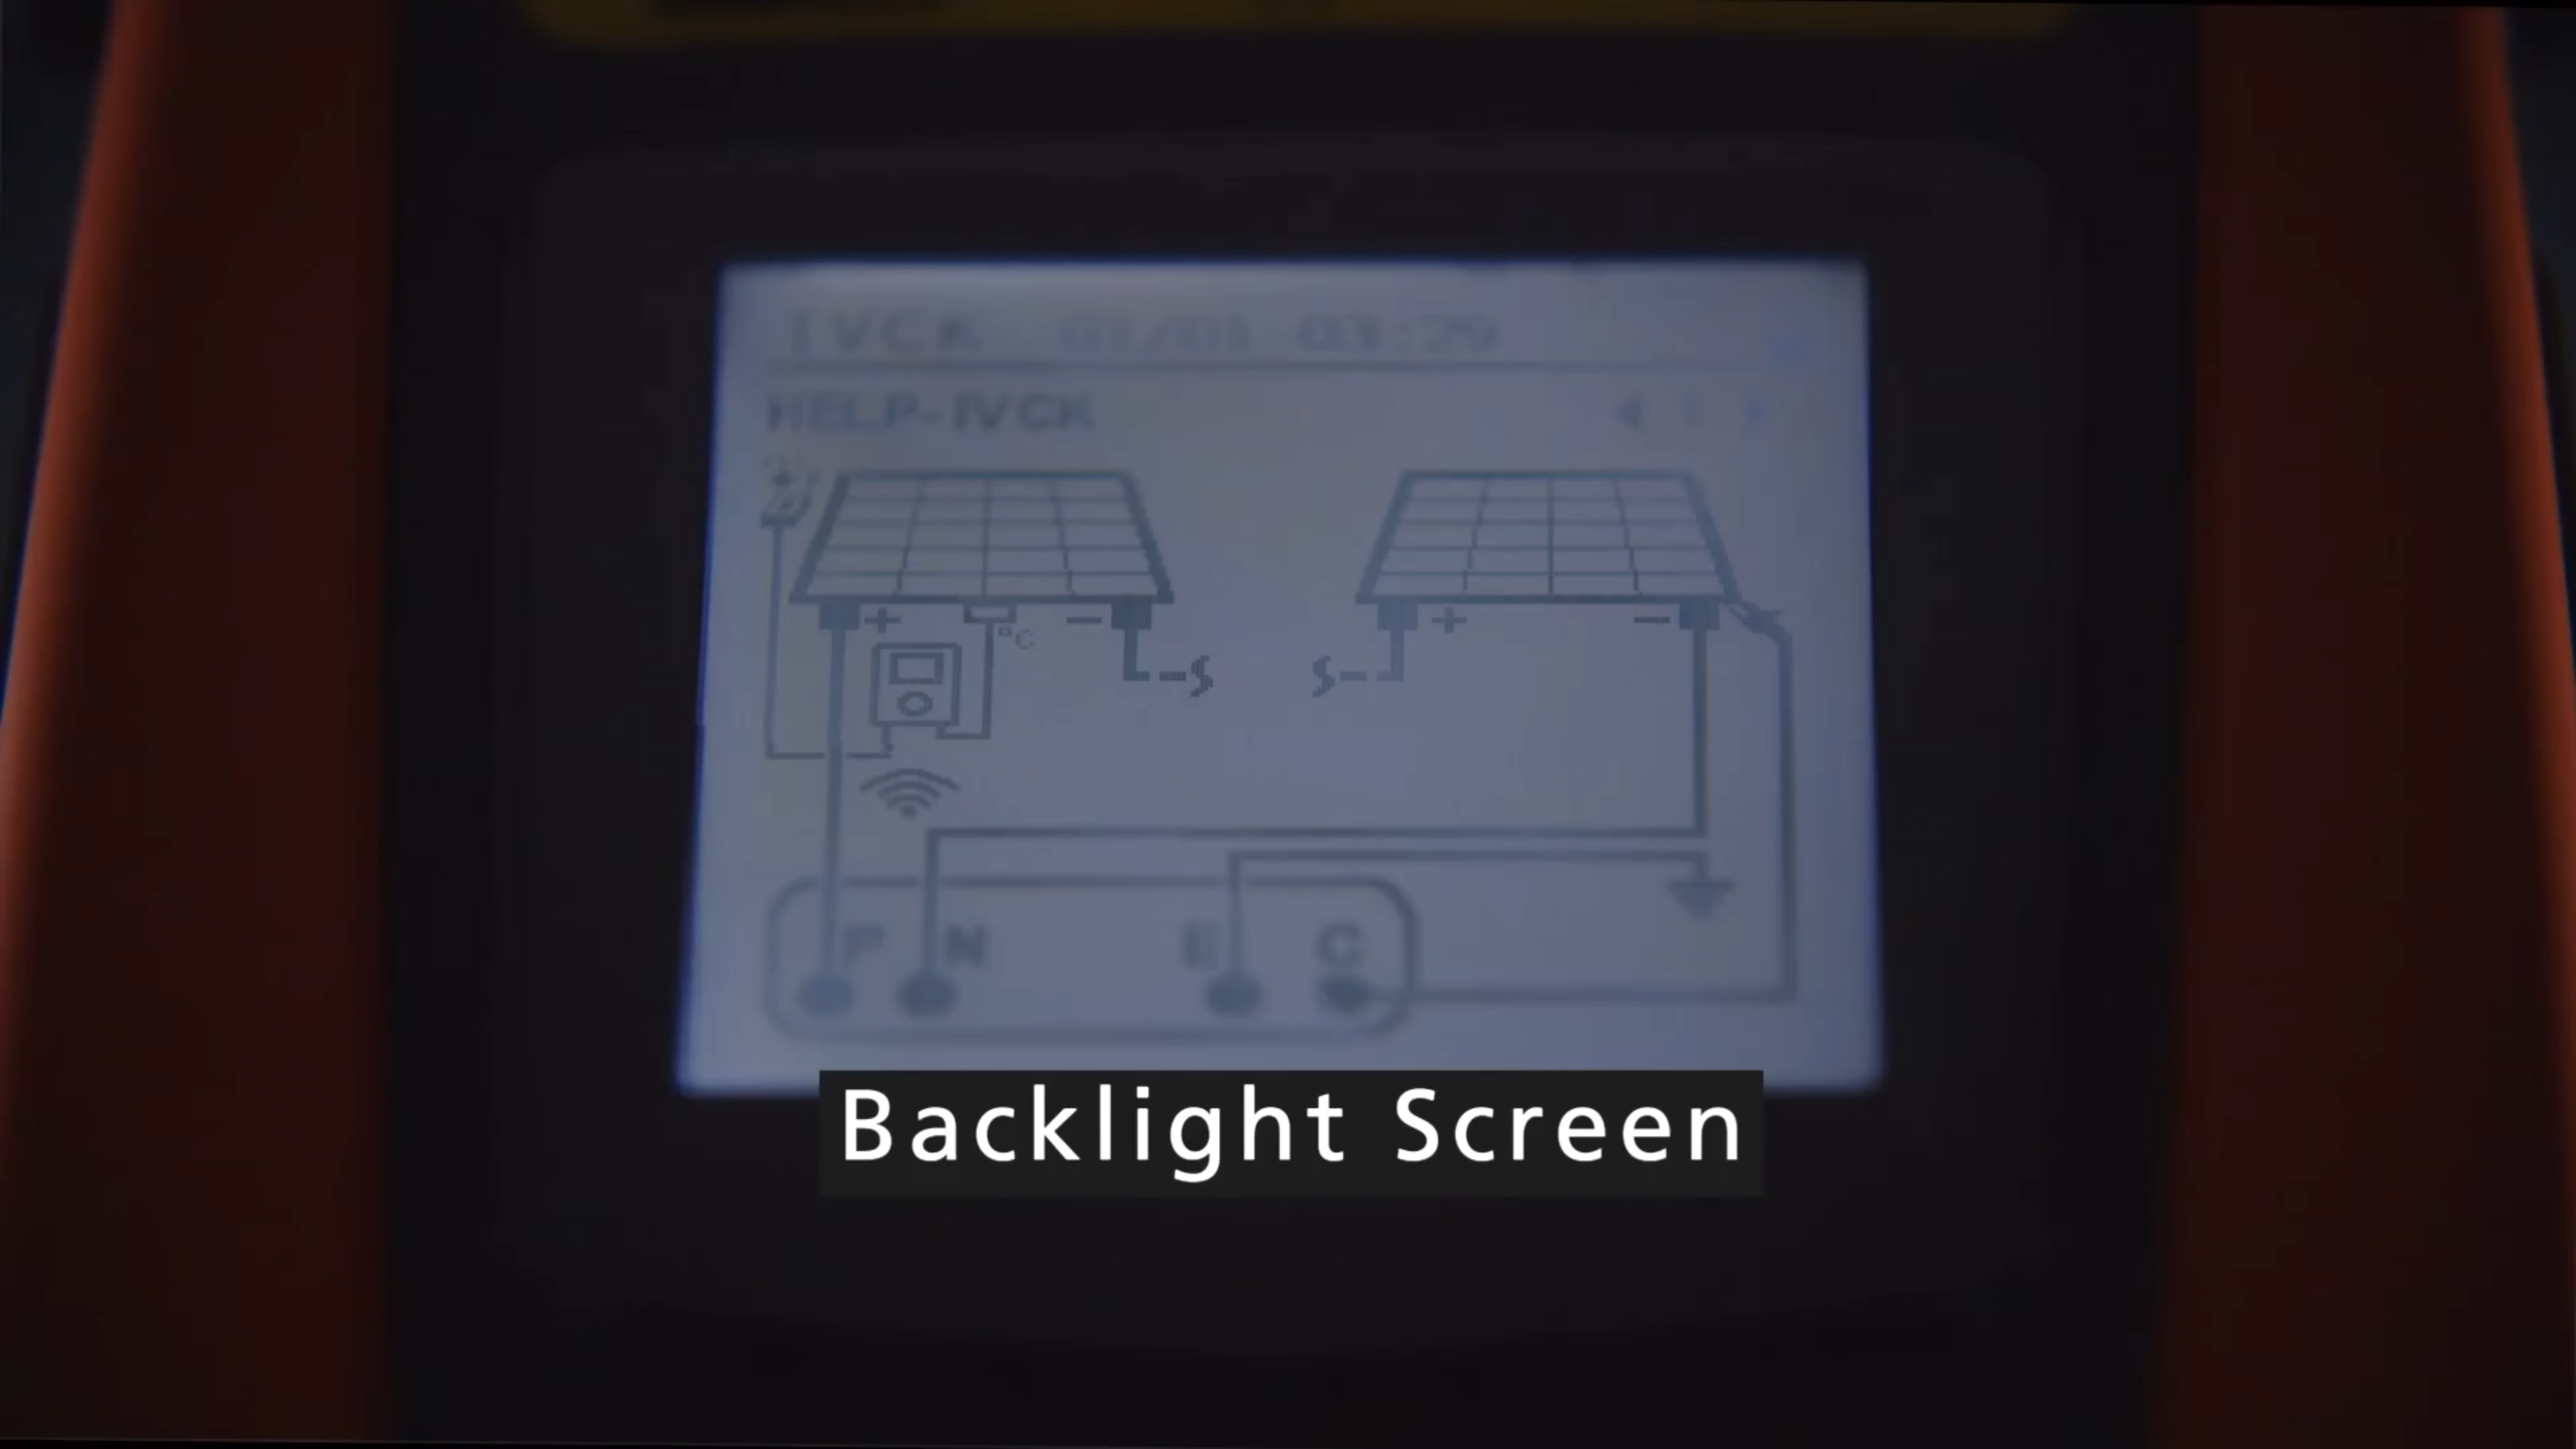 IVCK 01/01 03:29
HELP-IVCK
+ - + -
°C
P N E C
Backlight Screen